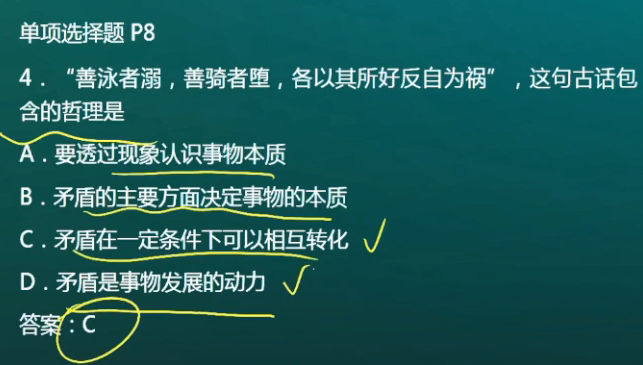 单项选择题 P8
4．“善泳者溺，善骑者堕，各以其所好反自为祸”，这句古话包
含的哲理是
A．要透过现象认识事物本质
B．矛盾的主要方面决定事物的本质
C．矛盾在一定条件下可以相互转化
D．矛盾是事物发展的动力
答案：C